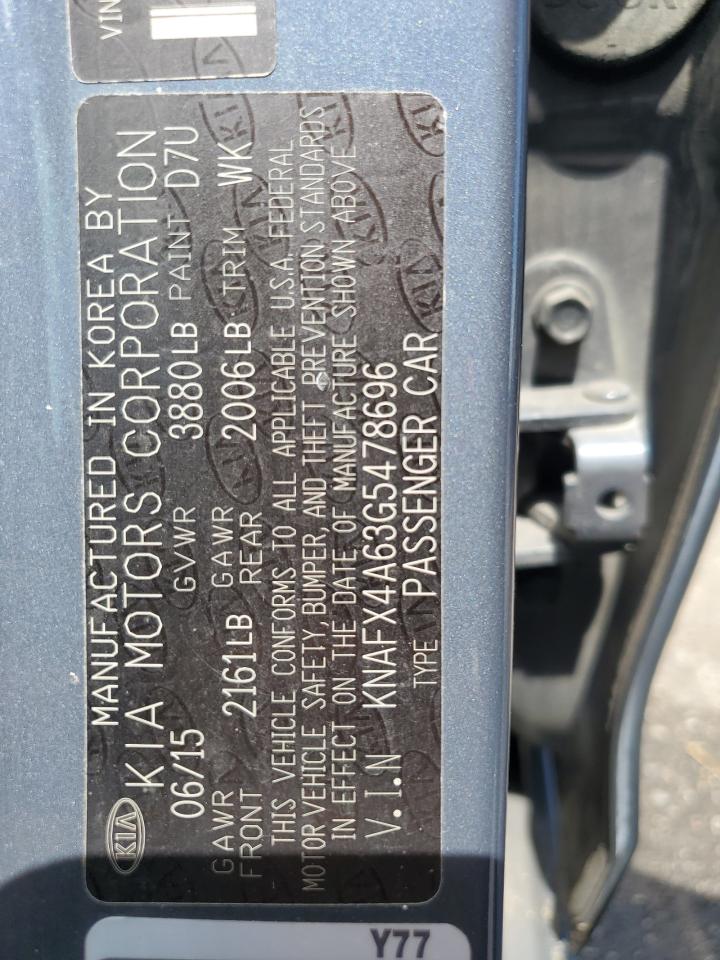 VIN
MANUFACTURED IN KOREA BY
KIA KIA MOTORS CORPORATION
06/15 GVWR 3880LB PAINT D7U
GAWR FRONT 2161LB GAWR REAR 2006LB TRIM WK
THIS VEHICLE CONFORMS TO ALL APPLICABLE U.S.A. FEDERAL
MOTOR VEHICLE SAFETY, BUMPER, AND THEFT PREVENTION STANDARDS
IN EFFECT ON THE DATE OF MANUFACTURE SHOWN ABOVE
V.I.N KNAFX4A63G5478696
TYPE PASSENGER CAR
Y77